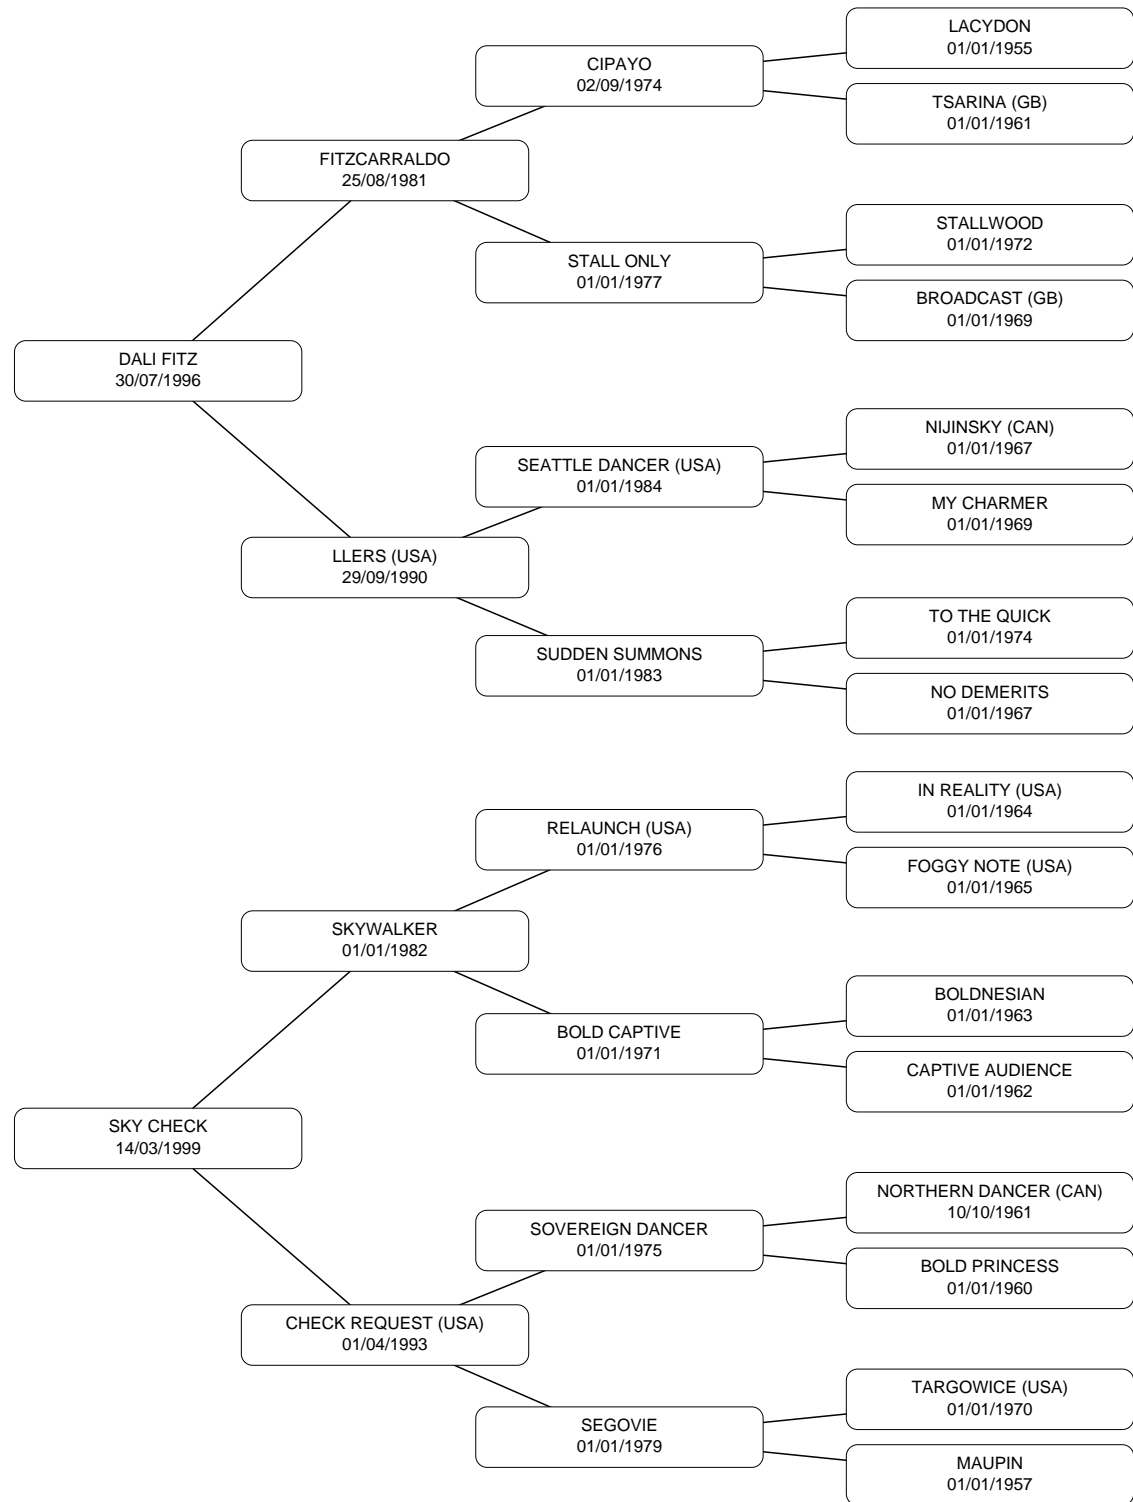 LACYDON
01/01/1955
CIPAYO
02/09/1974
TSARINA (GB)
01/01/1961
FITZCARRALDO
25/08/1981
STALLWOOD
01/01/1972
STALL ONLY
01/01/1977
BROADCAST (GB)
01/01/1969
DALI FITZ
30/07/1996
NIJINSKY (CAN)
01/01/1967
SEATTLE DANCER (USA)
01/01/1984
MY CHARMER
01/01/1969
LLERS (USA)
29/09/1990
TO THE QUICK
01/01/1974
SUDDEN SUMMONS
01/01/1983
NO DEMERITS
01/01/1967
IN REALITY (USA)
01/01/1964
RELAUNCH (USA)
01/01/1976
FOGGY NOTE (USA)
01/01/1965
SKYWALKER
01/01/1982
BOLDNESIAN
01/01/1963
BOLD CAPTIVE
01/01/1971
CAPTIVE AUDIENCE
01/01/1962
SKY CHECK
14/03/1999
NORTHERN DANCER (CAN)
10/10/1961
SOVEREIGN DANCER
01/01/1975
BOLD PRINCESS
01/01/1960
CHECK REQUEST (USA)
01/04/1993
TARGOWICE (USA)
01/01/1970
SEGOVIE
01/01/1979
MAUPIN
01/01/1957